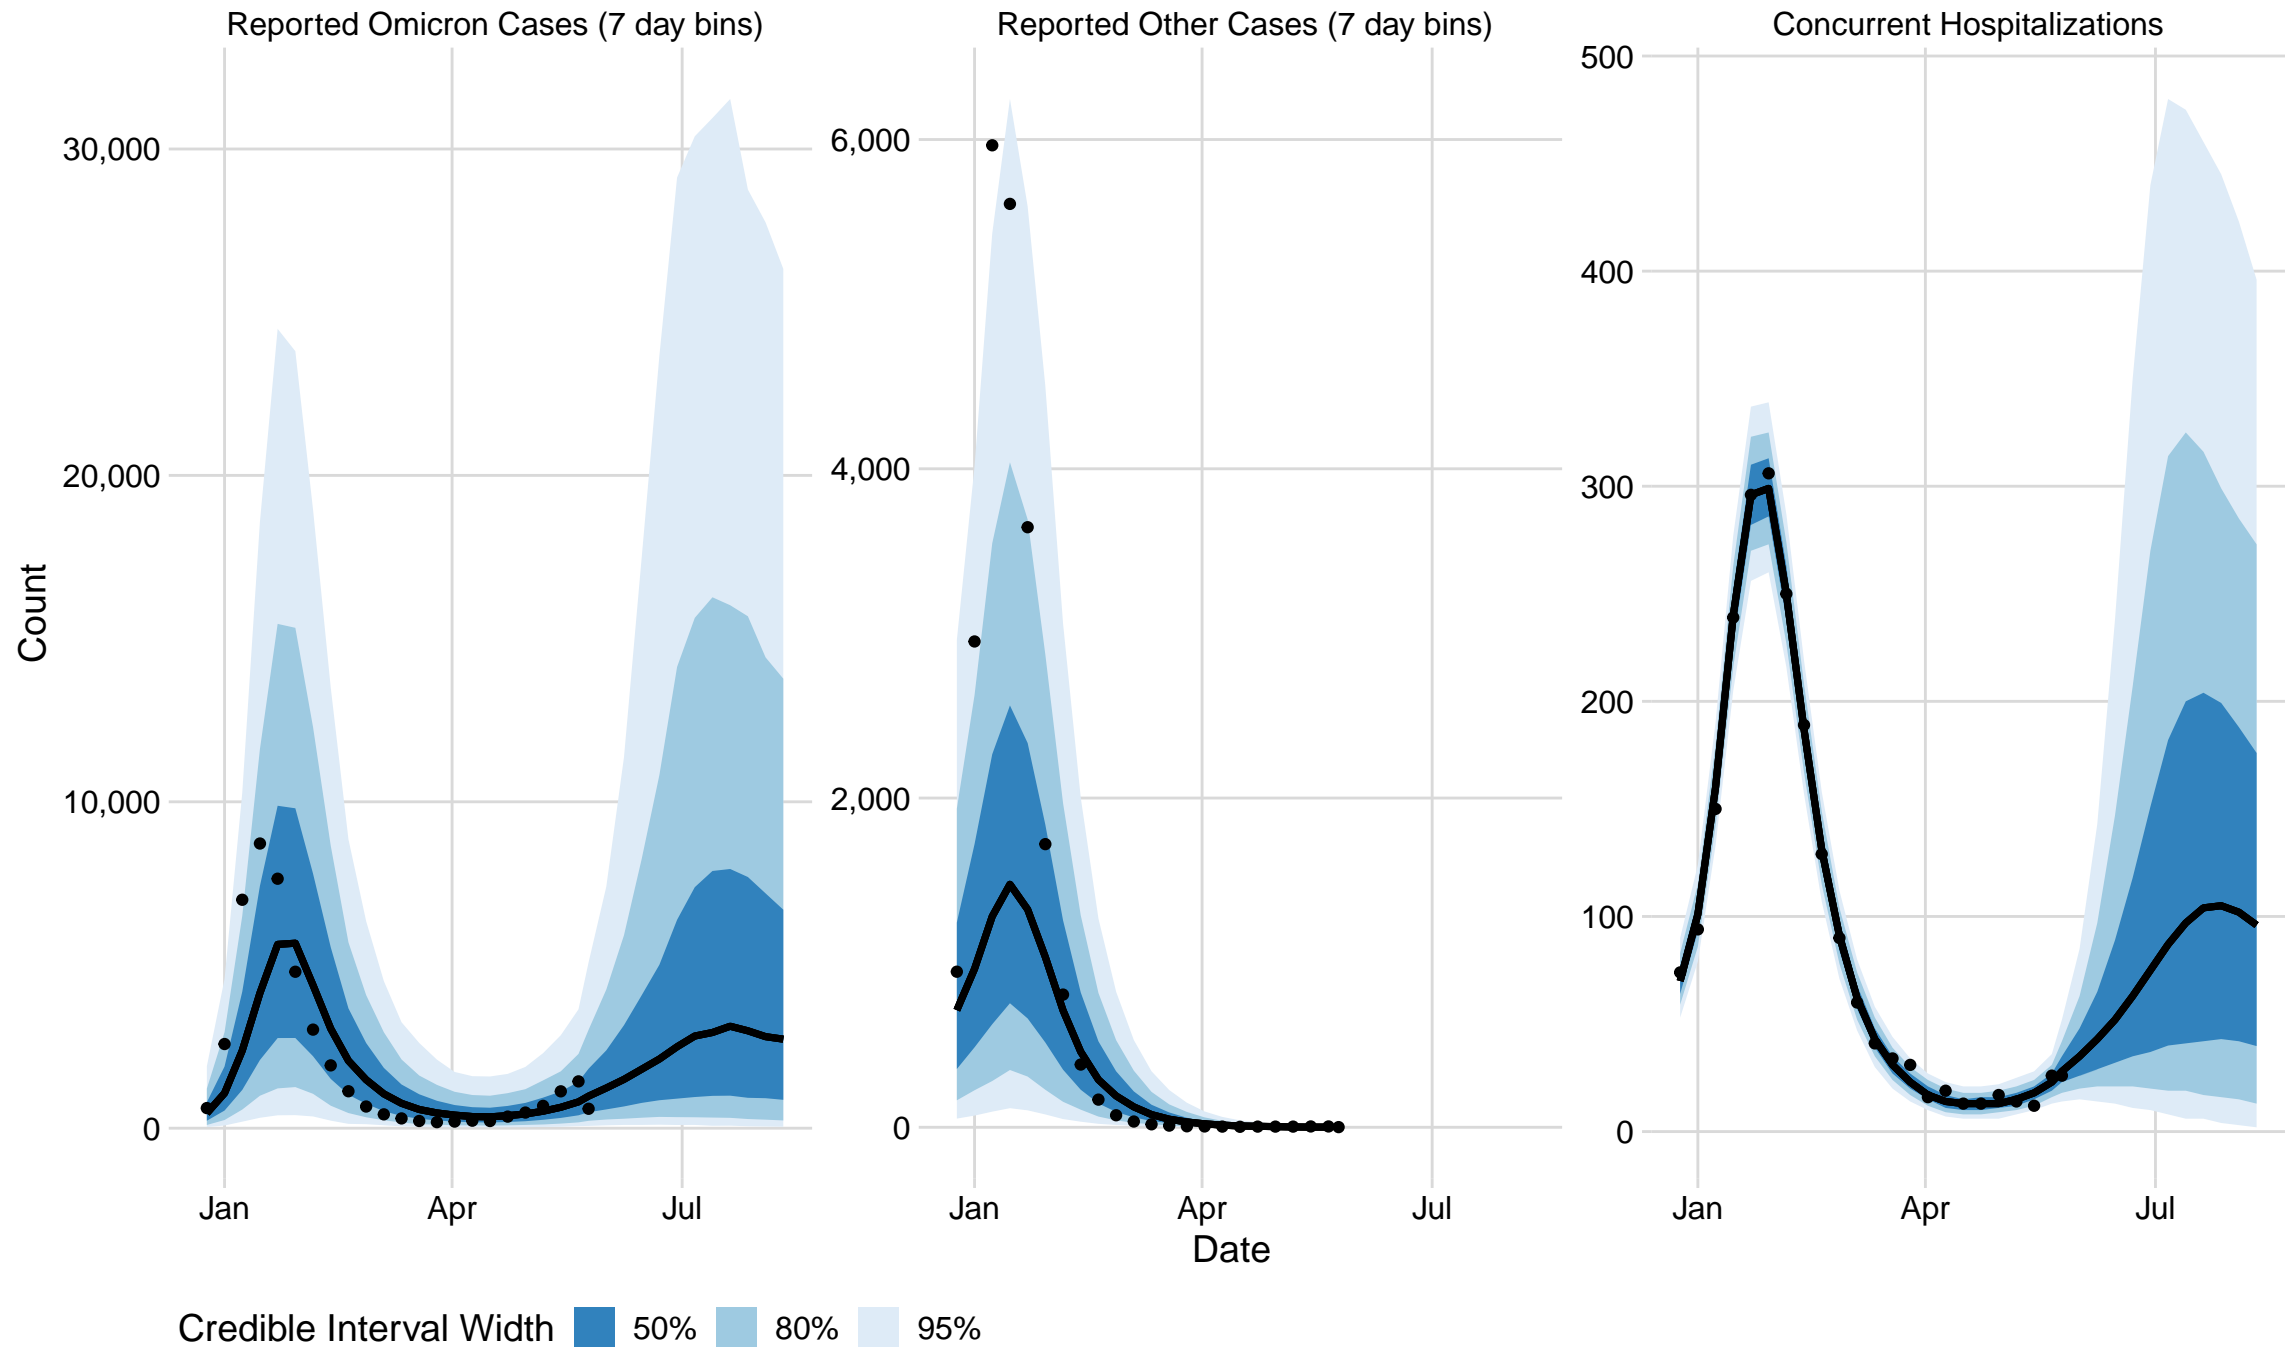 Reported Omicron Cases (7 day bins)
Reported Other Cases (7 day bins)
Concurrent Hospitalizations
Count
30,000
20,000
10,000
0
Jan
Apr
Jul
6,000
4,000
2,000
0
Jan
Apr
Jul
500
400
300
200
100
0
Jan
Apr
Jul
Date
Credible Interval Width 50% 80% 95%